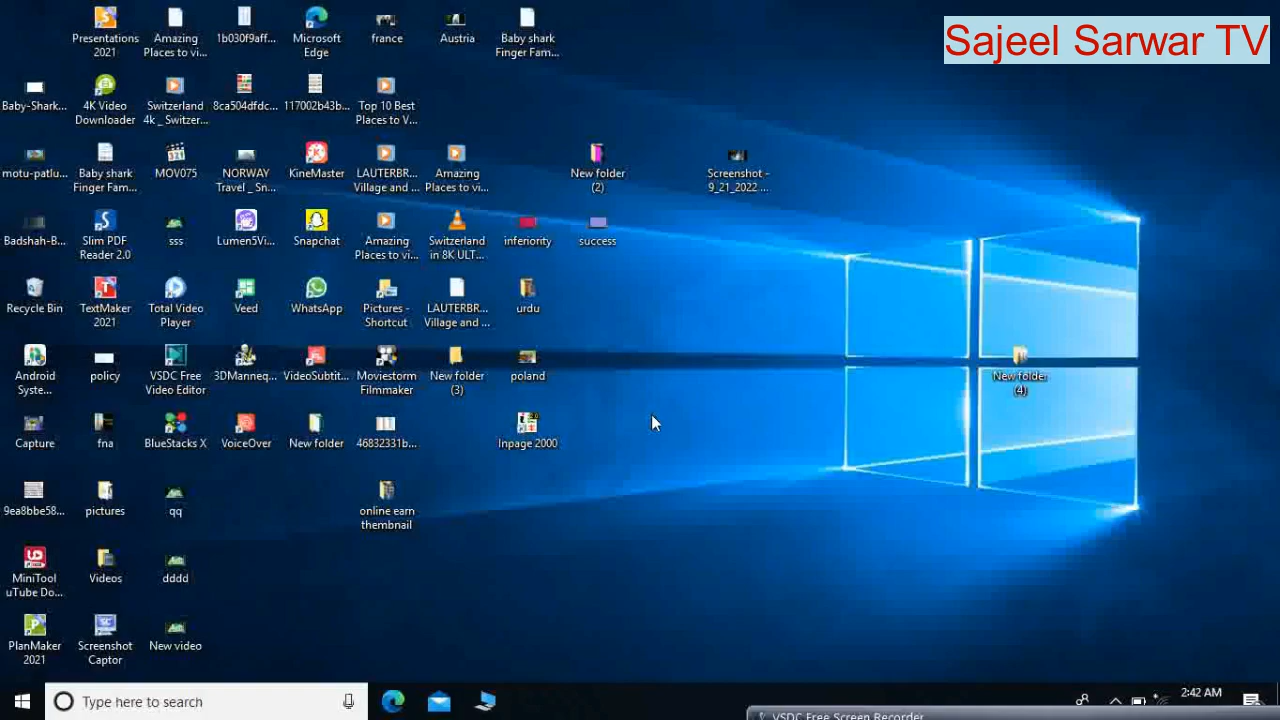 Sajeel Sarwar TV
Presentations
2021
Amazing
Places to vi...
1b030f9aff...
Microsoft
Edge
france
Austria
Baby shark
Finger Fam...
Baby-Shark...
4K Video
Downloader
Switzerland
4k _ Switzer...
8ca504dfdc...
117002b43b...
Top 10 Best
Places to V...
motu-patlu...
Baby shark
Finger Fam...
MOV075
NORWAY
Travel _ Sn...
KineMaster
LAUTERBR...
Village and ...
Amazing
Places to vi...
New folder
(2)
Screenshot -
9_21_2022 ...
Badshah-B...
Slim PDF
Reader 2.0
sss
Lumen5Vi...
Snapchat
Amazing
Places to vi...
Switzerland
in 8K ULT...
inferiority
success
Recycle Bin
TextMaker
2021
Total Video
Player
Veed
WhatsApp
Pictures -
Shortcut
LAUTERBR...
Village and ...
urdu
Android
Syste...
policy
VSDC Free
Video Editor
3DManneq...
VideoSubtit...
Moviestorm
Filmmaker
New folder
(3)
poland
New folder
(4)
Capture
fna
BlueStacks X
VoiceOver
New folder
46832331b...
Inpage 2000
9ea8bbe58...
pictures
qq
online earn
thembnail
MiniTool
uTube Do...
Videos
dddd
PlanMaker
2021
Screenshot
Captor
New video
Type here to search
2:42 AM
VSDC Free Screen Recorder